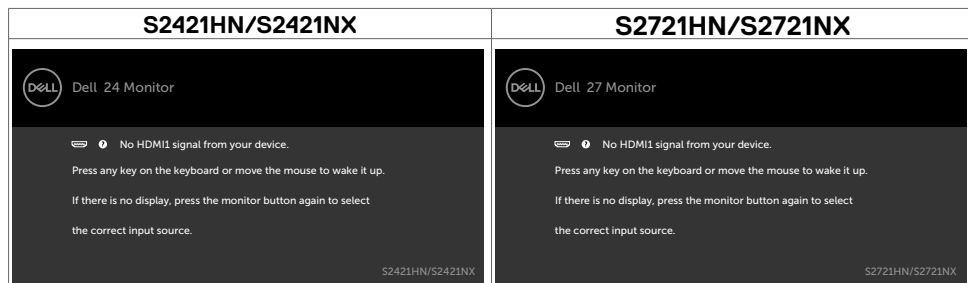 S2421HN/S2421NX
DELL Dell 24 Monitor
No HDMI1 signal from your device.
Press any key on the keyboard or move the mouse to wake it up.
If there is no display, press the monitor button again to select
the correct input source.
S2421HN/S2421NX
S2721HN/S2721NX
DELL Dell 27 Monitor
No HDMI1 signal from your device.
Press any key on the keyboard or move the mouse to wake it up.
If there is no display, press the monitor button again to select
the correct input source.
S2721HN/S2721NX